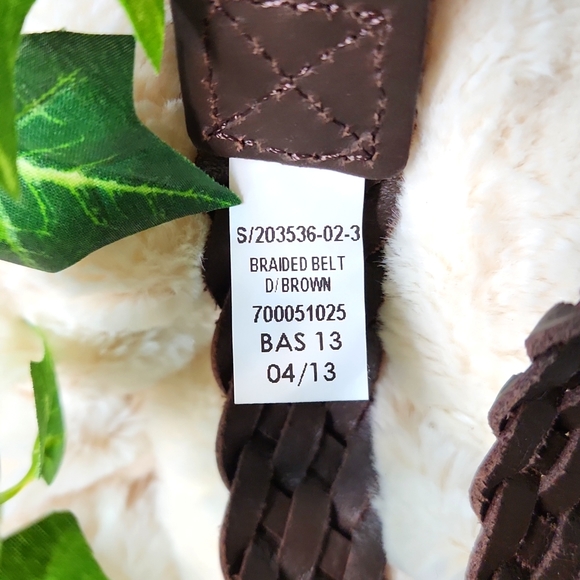 S/203536-02-3
BRAIDED BELT
D/BROWN
700051025
BAS 13
04/13